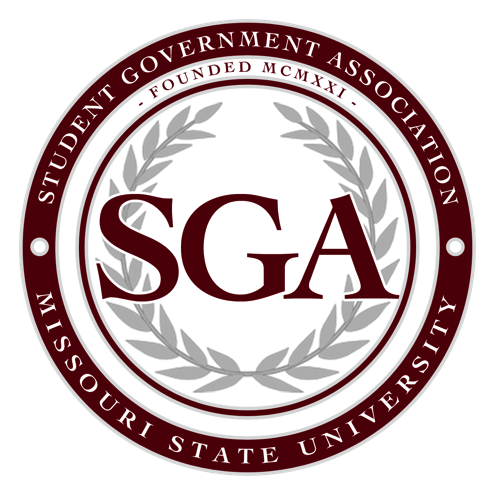 STUDENT GOVERNMENT ASSOCIATION
- FOUNDED MCMXXI -
SGA
MISSOURI STATE UNIVERSITY